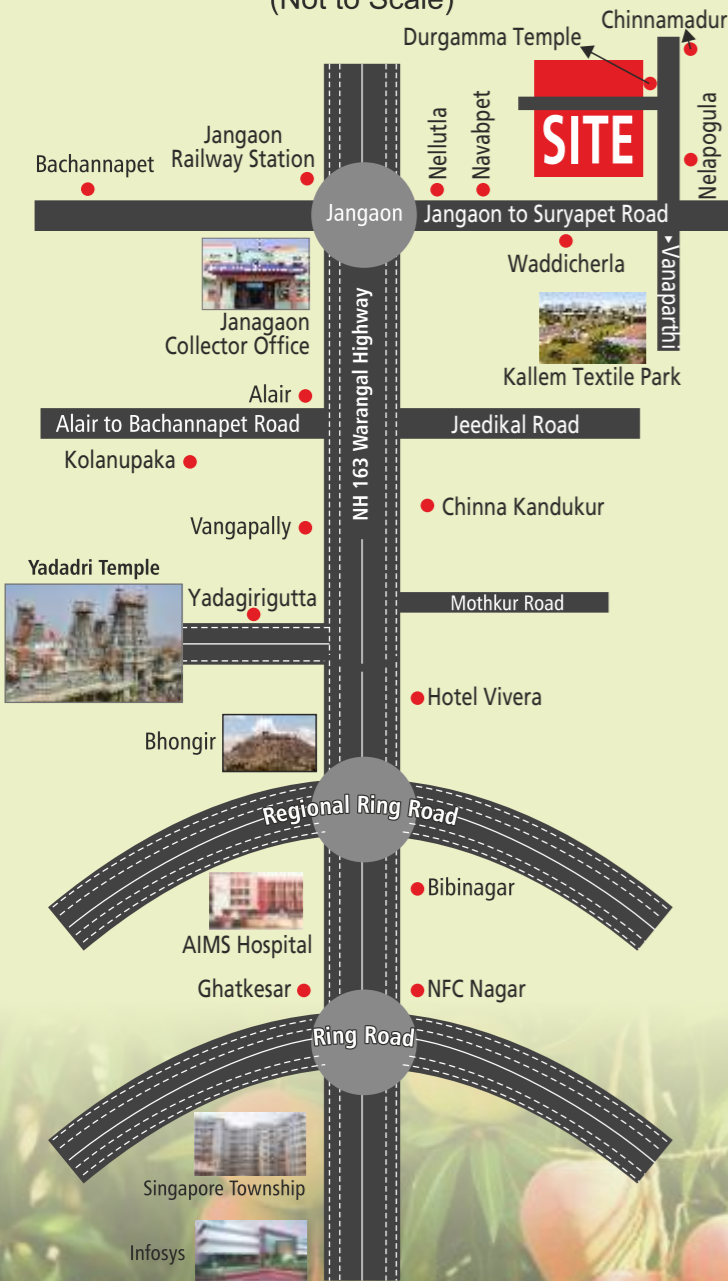 (Not to Scale)
Chinnamadur
Durgamma Temple
SITE
Nellutla
Navabpet
Nelapogula
Jangaon
Railway Station
Bachannapet
Jangaon
Jangaon to Suryapet Road
Waddicherla
Vanaparthi
Janagaon
Collector Office
NH 163 Warangal Highway
Kallem Textile Park
Alair
Alair to Bachannapet Road
Jeedikal Road
Kolanupaka
Chinna Kandukur
Vangapally
Yadadri Temple
Yadagirigutta
Mothkur Road
Hotel Vivera
Bhongir
Regional Ring Road
Bibinagar
AIMS Hospital
Ghatkesar
NFC Nagar
Ring Road
Singapore Township
Infosys